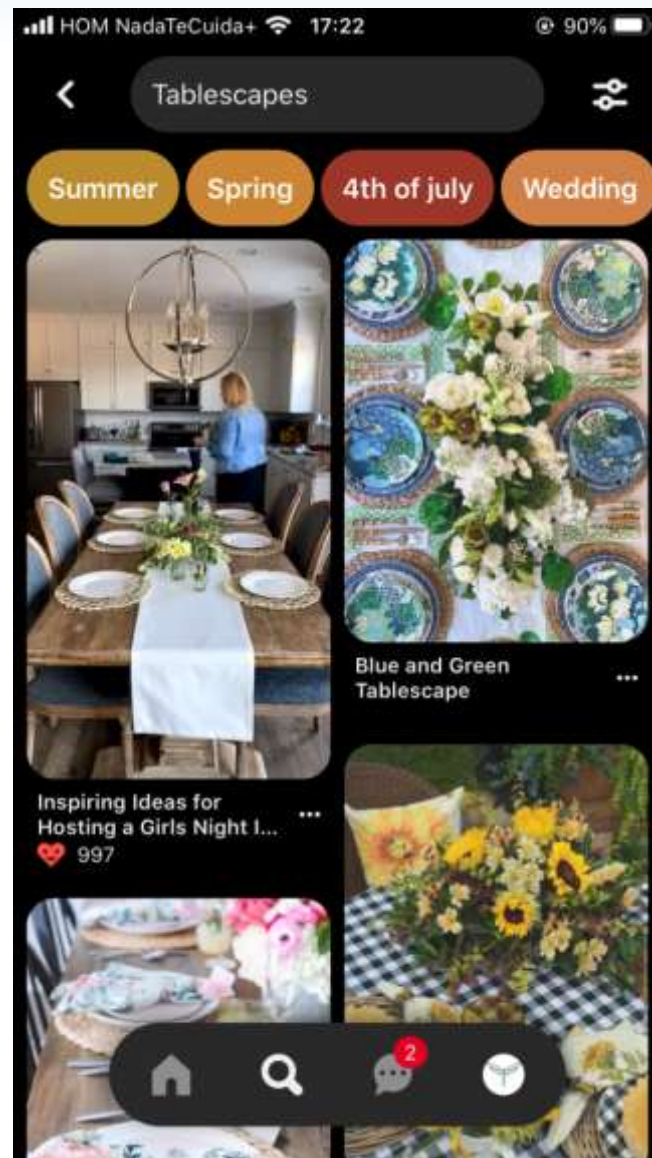 HOM NadaTeCuida+ 17:22 90%
Tablescapes
Summer Spring 4th of july Wedding
Blue and Green
Tablescape
Inspiring Ideas for
Hosting a Girls Night I...
997
2